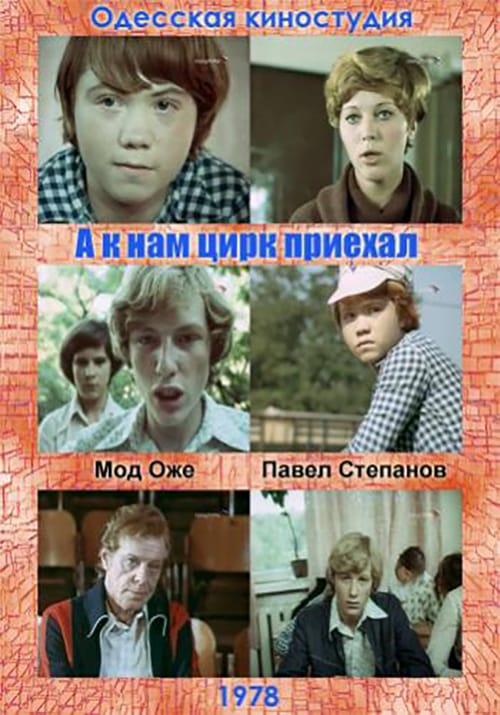 Одесская киностудия
А к нам цирк приехал
Мод Оже
Павел Степанов
1978